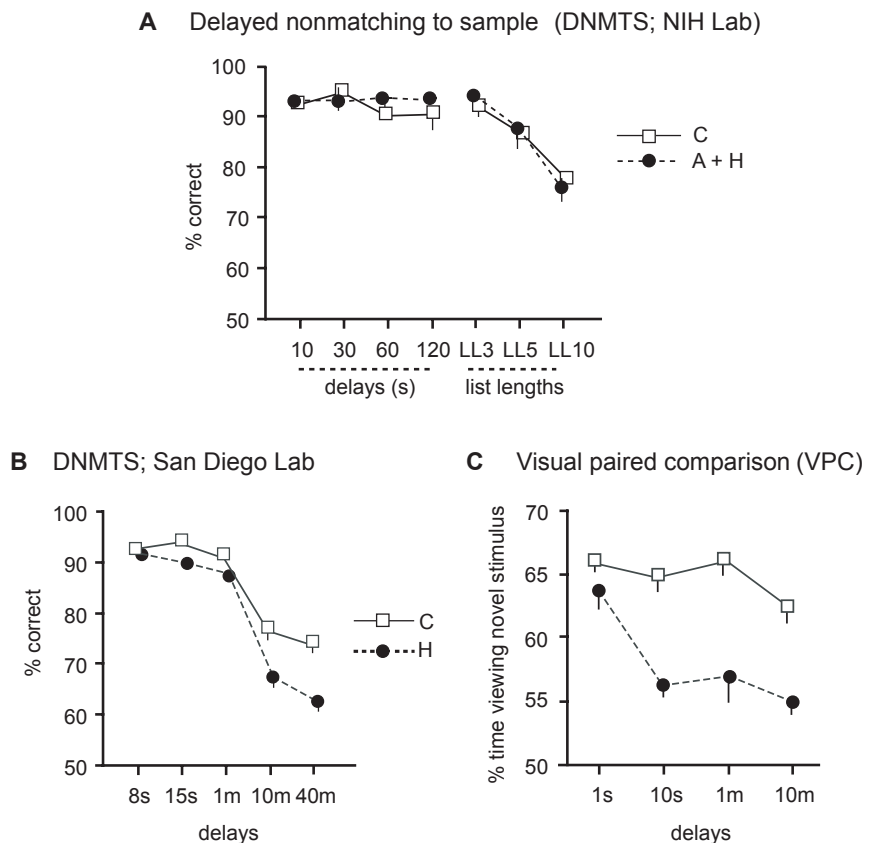 A Delayed nonmatching to sample (DNMTS; NIH Lab)
100
90
80
70
60
50
% correct
10 30 60 120 LL3 LL5 LL10
delays (s) list lengths
C
A + H
B DNMTS; San Diego Lab
100
90
80
70
60
50
% correct
8s 15s 1m 10m 40m
delays
C
H
C Visual paired comparison (VPC)
70
65
60
55
50
% time viewing novel stimulus
1s 10s 1m 10m
delays